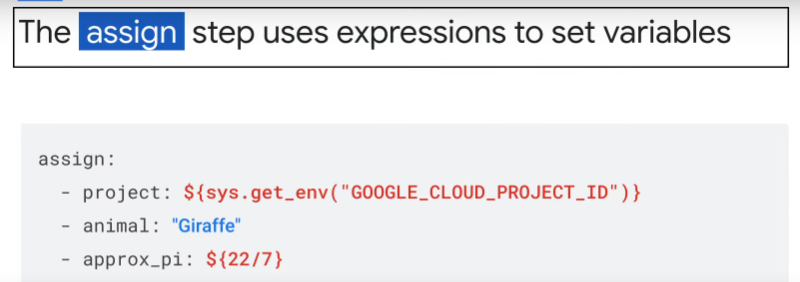 The assign step uses expressions to set variables
assign:
- project: ${sys.get_env("GOOGLE_CLOUD_PROJECT_ID")}
- animal: "Giraffe"
- approx_pi: ${22/7}